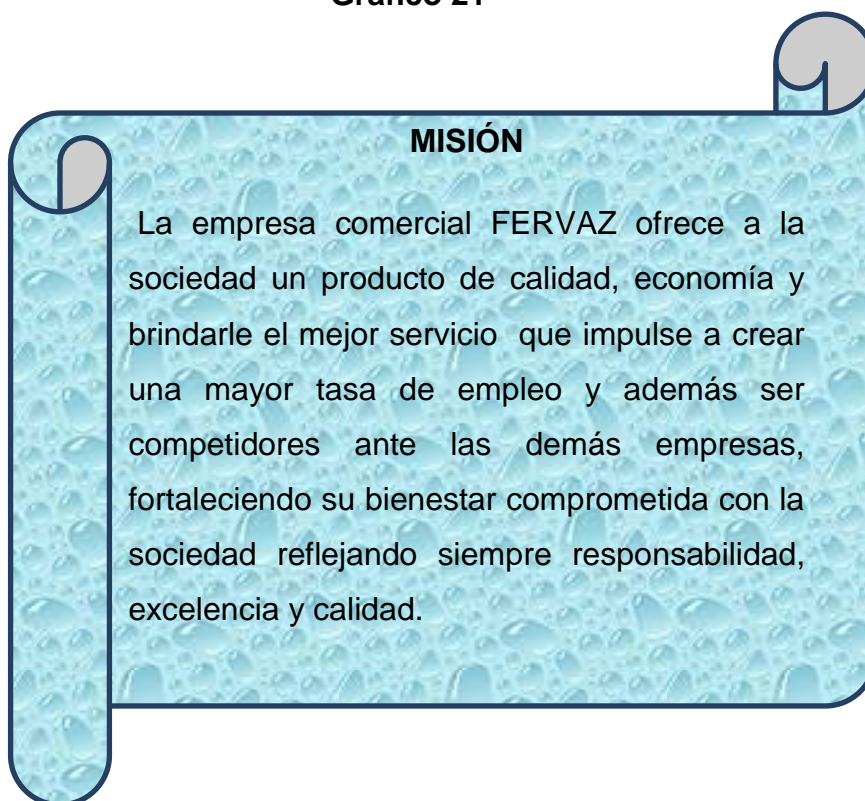 MISIÓN
La empresa comercial FERVAZ ofrece a la
sociedad un producto de calidad, economía y
brindarle el mejor servicio que impulse a crear
una mayor tasa de empleo y además ser
competidores ante las demás empresas,
fortaleciendo su bienestar comprometida con la
sociedad reflejando siempre responsabilidad,
excelencia y calidad.